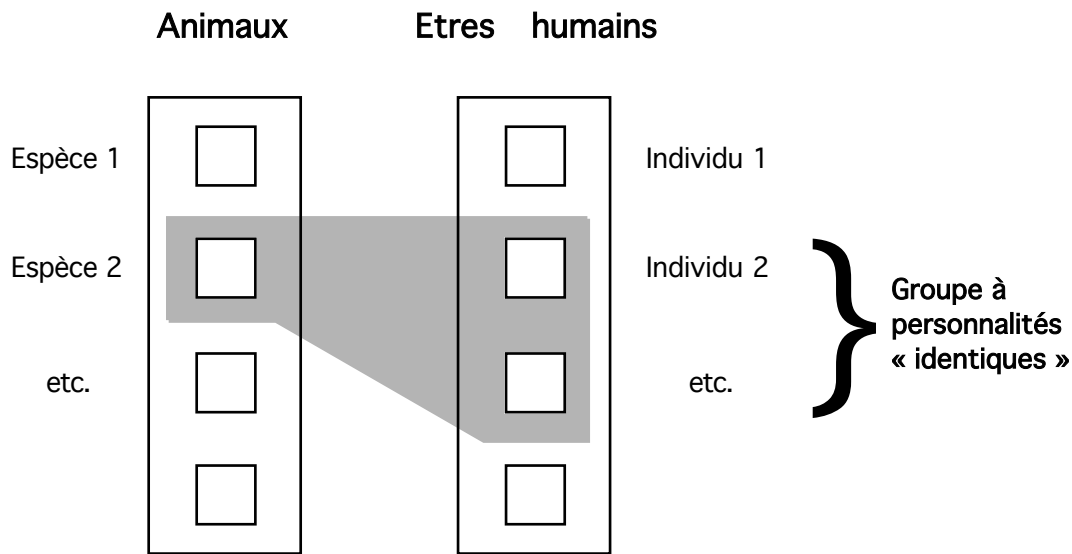 Animaux Etres humains
Espèce 1 Individu 1
Espèce 2 Individu 2
etc. etc.
Groupe à
personnalités
« identiques »